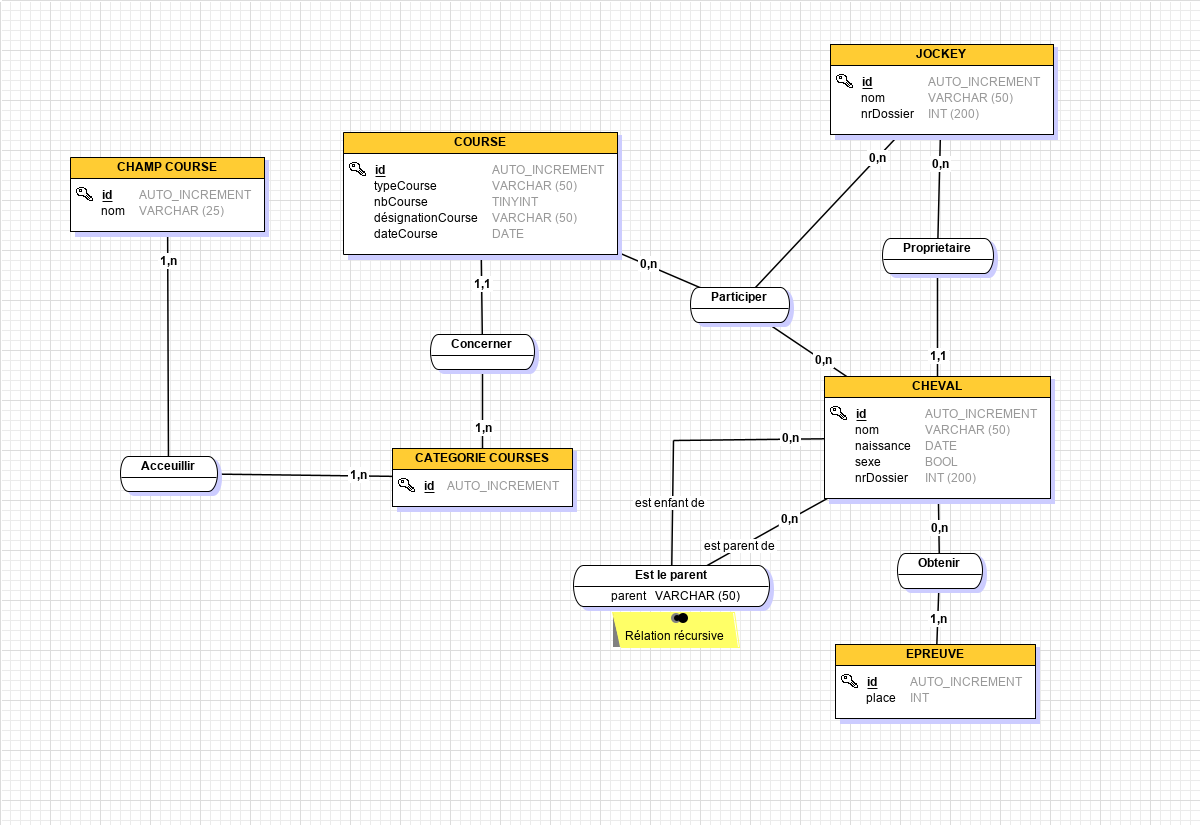 JOCKEY
id AUTO_INCREMENT
nom VARCHAR (50)
nrDossier INT (200)
COURSE
id AUTO_INCREMENT
typeCourse VARCHAR (50)
nbCourse TINYINT
désignationCourse VARCHAR (50)
dateCourse DATE
CHAMP COURSE
id AUTO_INCREMENT
nom VARCHAR (25)
0,n
0,n
Proprietaire
1,n
0,n
1,1
Participer
Concerner
0,n
1,1
CHEVAL
id AUTO_INCREMENT
nom VARCHAR (50)
naissance DATE
sexe BOOL
nrDossier INT (200)
1,n
0,n
CATEGORIE COURSES
id AUTO_INCREMENT
Acceuillir
1,n
est enfant de
0,n
0,n
est parent de
Obtenir
Est le parent
parent VARCHAR (50)
Rélation récursive
1,n
EPREUVE
id AUTO_INCREMENT
place INT